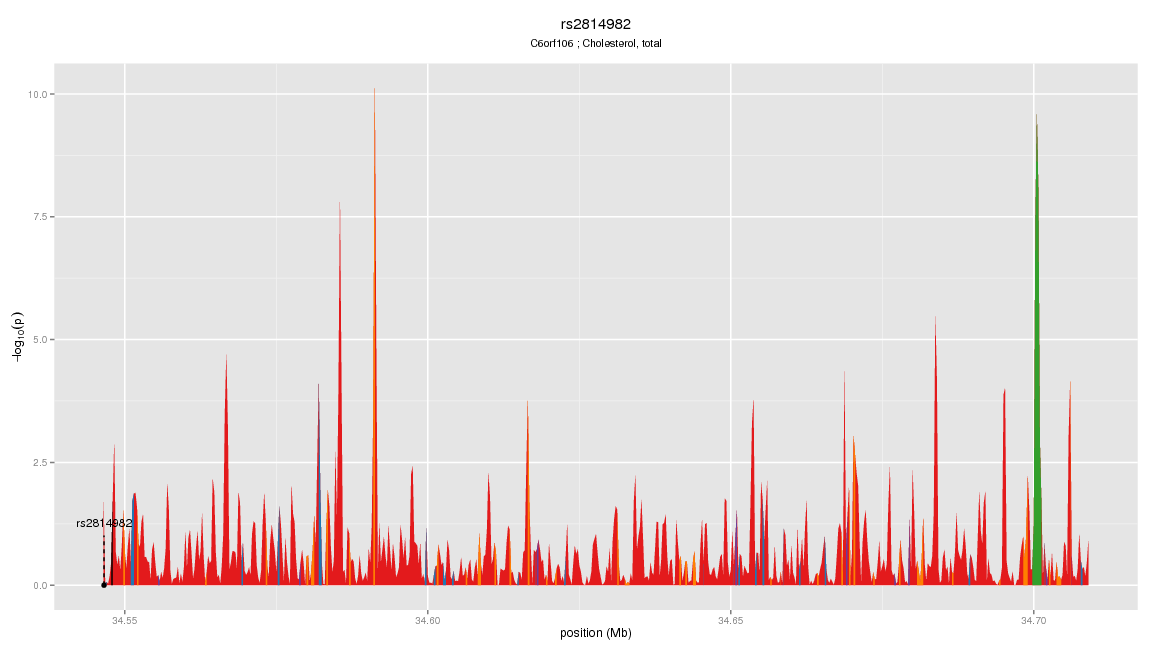 rs2814982
C6orf106 ; Cholesterol, total
10.0
7.5
5.0
2.5
0.0
−log10(p)
rs2814982
34.55 34.60 34.65 34.70
position (Mb)